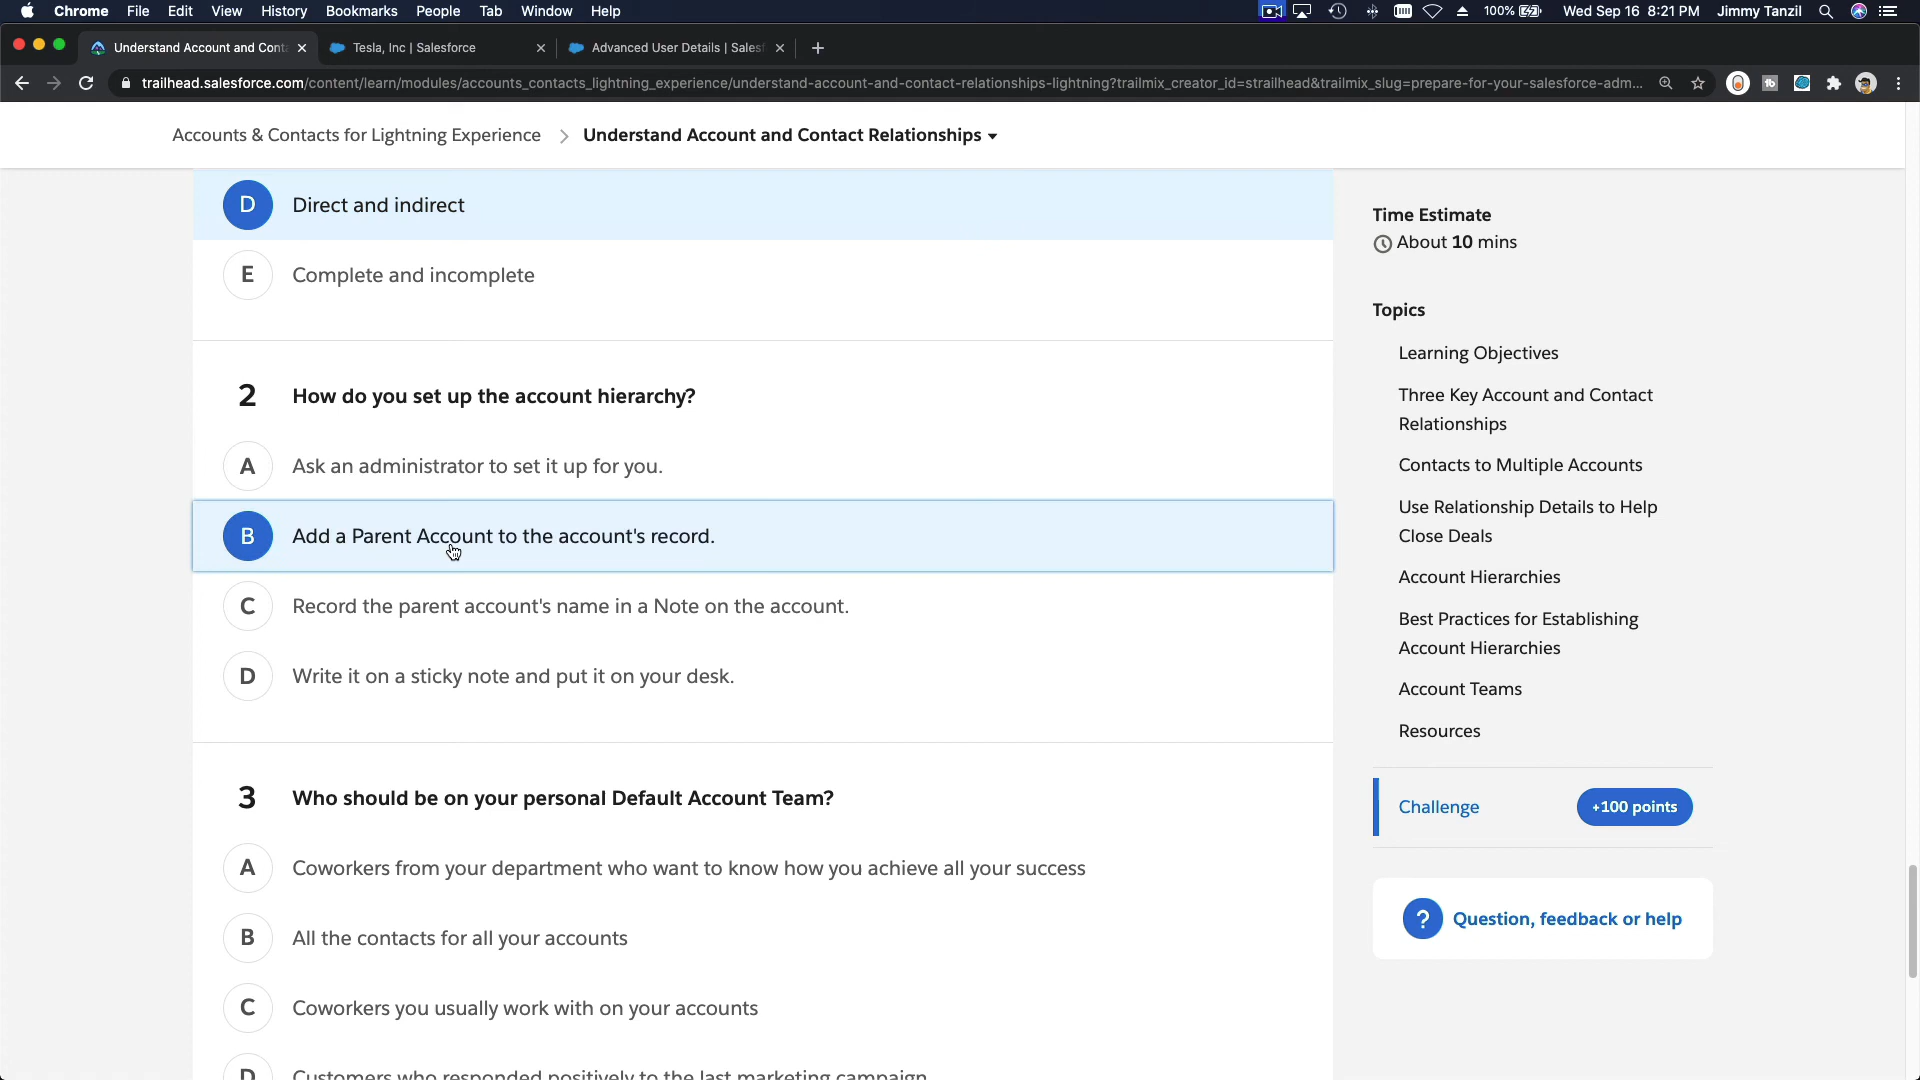 Chrome File Edit View History Bookmarks People Tab Window Help
100% Wed Sep 16 8:21 PM Jimmy Tanzil
Understand Account and Cont
Tesla, Inc | Salesforce
Advanced User Details | Sales
trailhead.salesforce.com/content/learn/modules/accounts_contacts_lightning_experience/understand-account-and-contact-relationships-lightning?trailmix_creator_id=strailhead&trailmix_slug=prepare-for-your-salesforce-adm...
Accounts & Contacts for Lightning Experience > Understand Account and Contact Relationships
D Direct and indirect
E Complete and incomplete
2 How do you set up the account hierarchy?
A Ask an administrator to set it up for you.
B Add a Parent Account to the account's record.
C Record the parent account's name in a Note on the account.
D Write it on a sticky note and put it on your desk.
3 Who should be on your personal Default Account Team?
A Coworkers from your department who want to know how you achieve all your success
B All the contacts for all your accounts
C Coworkers you usually work with on your accounts
D Customers who responded positively to the last marketing campaign
Time Estimate
About 10 mins
Topics
Learning Objectives
Three Key Account and Contact
Relationships
Contacts to Multiple Accounts
Use Relationship Details to Help
Close Deals
Account Hierarchies
Best Practices for Establishing
Account Hierarchies
Account Teams
Resources
Challenge
+100 points
? Question, feedback or help